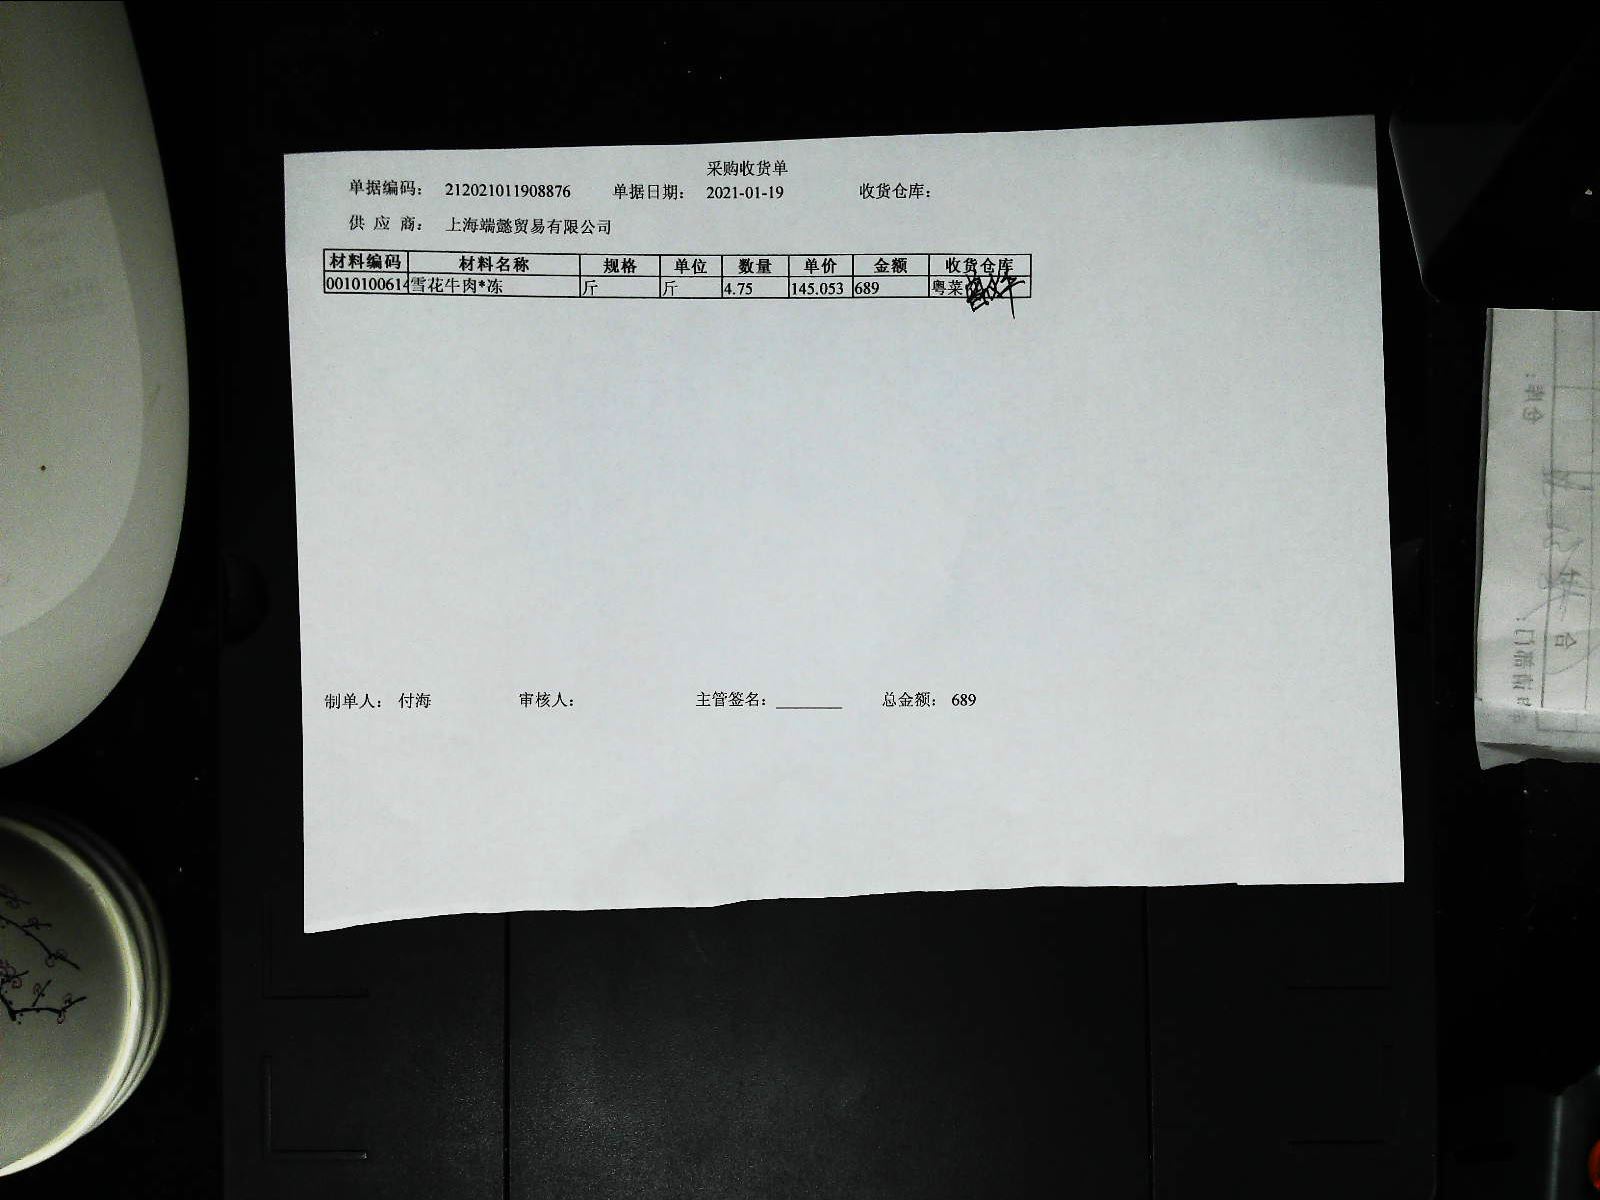 采购收货单
单据编码: 212021011908876 单据日期: 2021-01-19 收货仓库:
供应商: 上海端懿贸易有限公司
材料编码 材料名称 规格 单位 数量 单价 金额 收货仓库
0010100614 雪花牛肉*冻 斤 斤 4.75 145.053 689 粤菜
制单人: 付海 审核人: 主管签名: ________ 总金额: 689